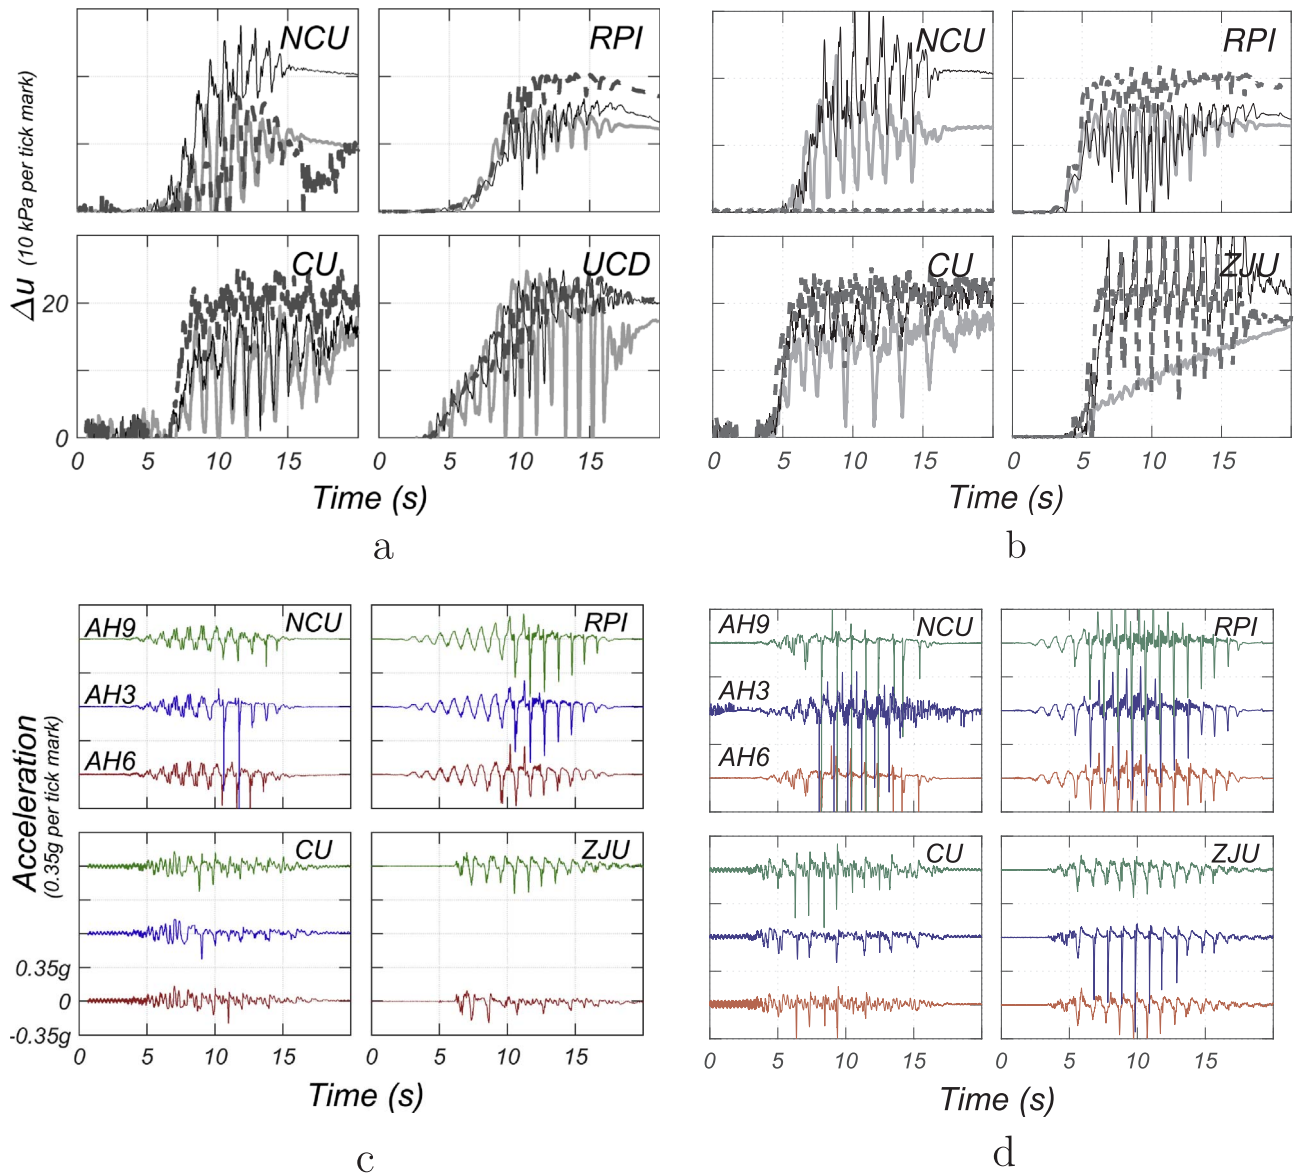 NCU RPI
NCU RPI
Δu (10 kPa per tick mark)
CU UCD
CU ZJU
20
10
0
0 5 10 15 0 5 10 15
0 5 10 15 0 5 10 15
Time (s)
Time (s)
a
b
AH9 NCU RPI
AH3
AH6
AH9 NCU RPI
AH3
AH6
Acceleration
(0.35g per tick mark)
CU ZJU
CU ZJU
0.35g
0
-0.35g
0 5 10 15 0 5 10 15
0 5 10 15 0 5 10 15
Time (s)
Time (s)
c
d